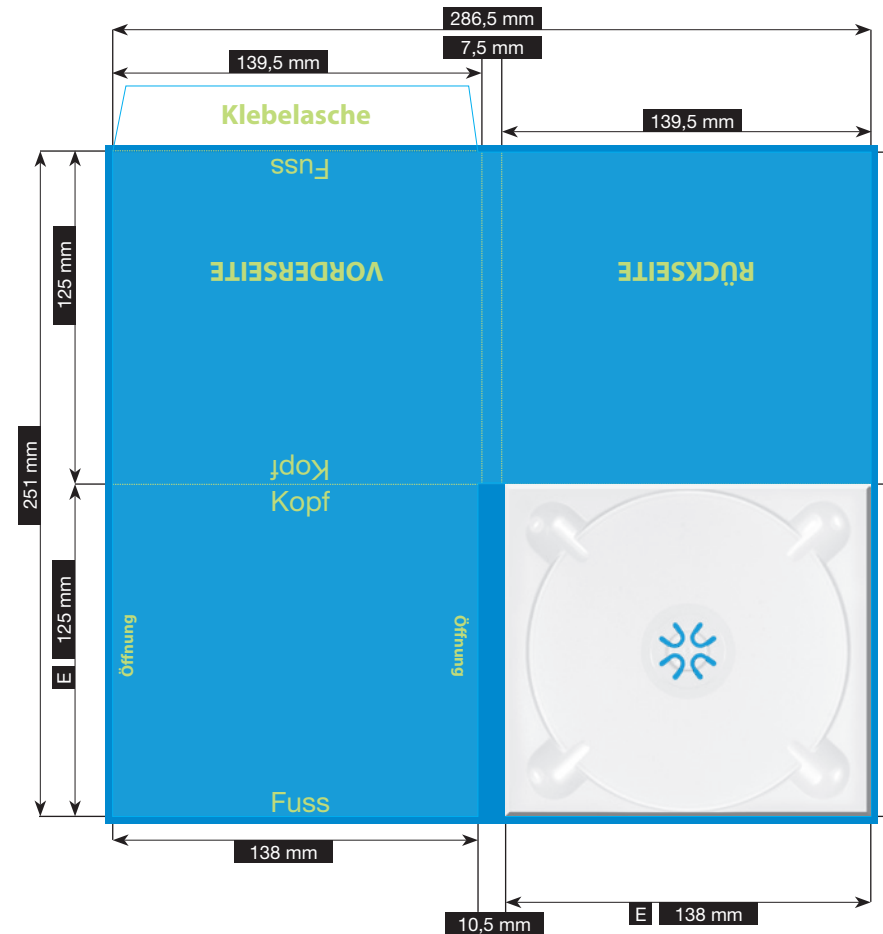 286,5 mm
7,5 mm
139,5 mm
139,5 mm
Klebelasche
Fuss
VORDERSEITE
RÜCKSEITE
125 mm
251 mm
Kopf
Kopf
Öffnung
Öffnung
E 125 mm
Fuss
138 mm
E 138 mm
10,5 mm